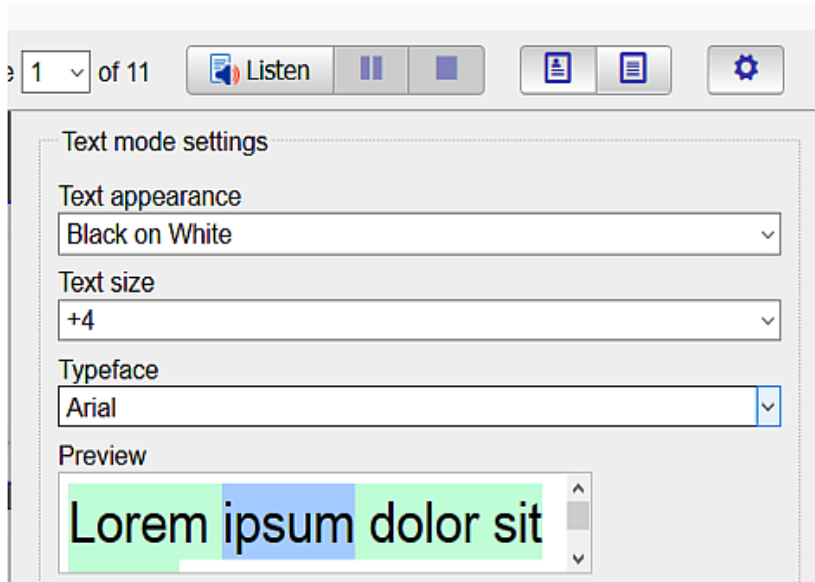 e 1 of 11 Listen
Text mode settings
Text appearance
Black on White
Text size
+4
Typeface
Arial
Preview
Lorem ipsum dolor sit